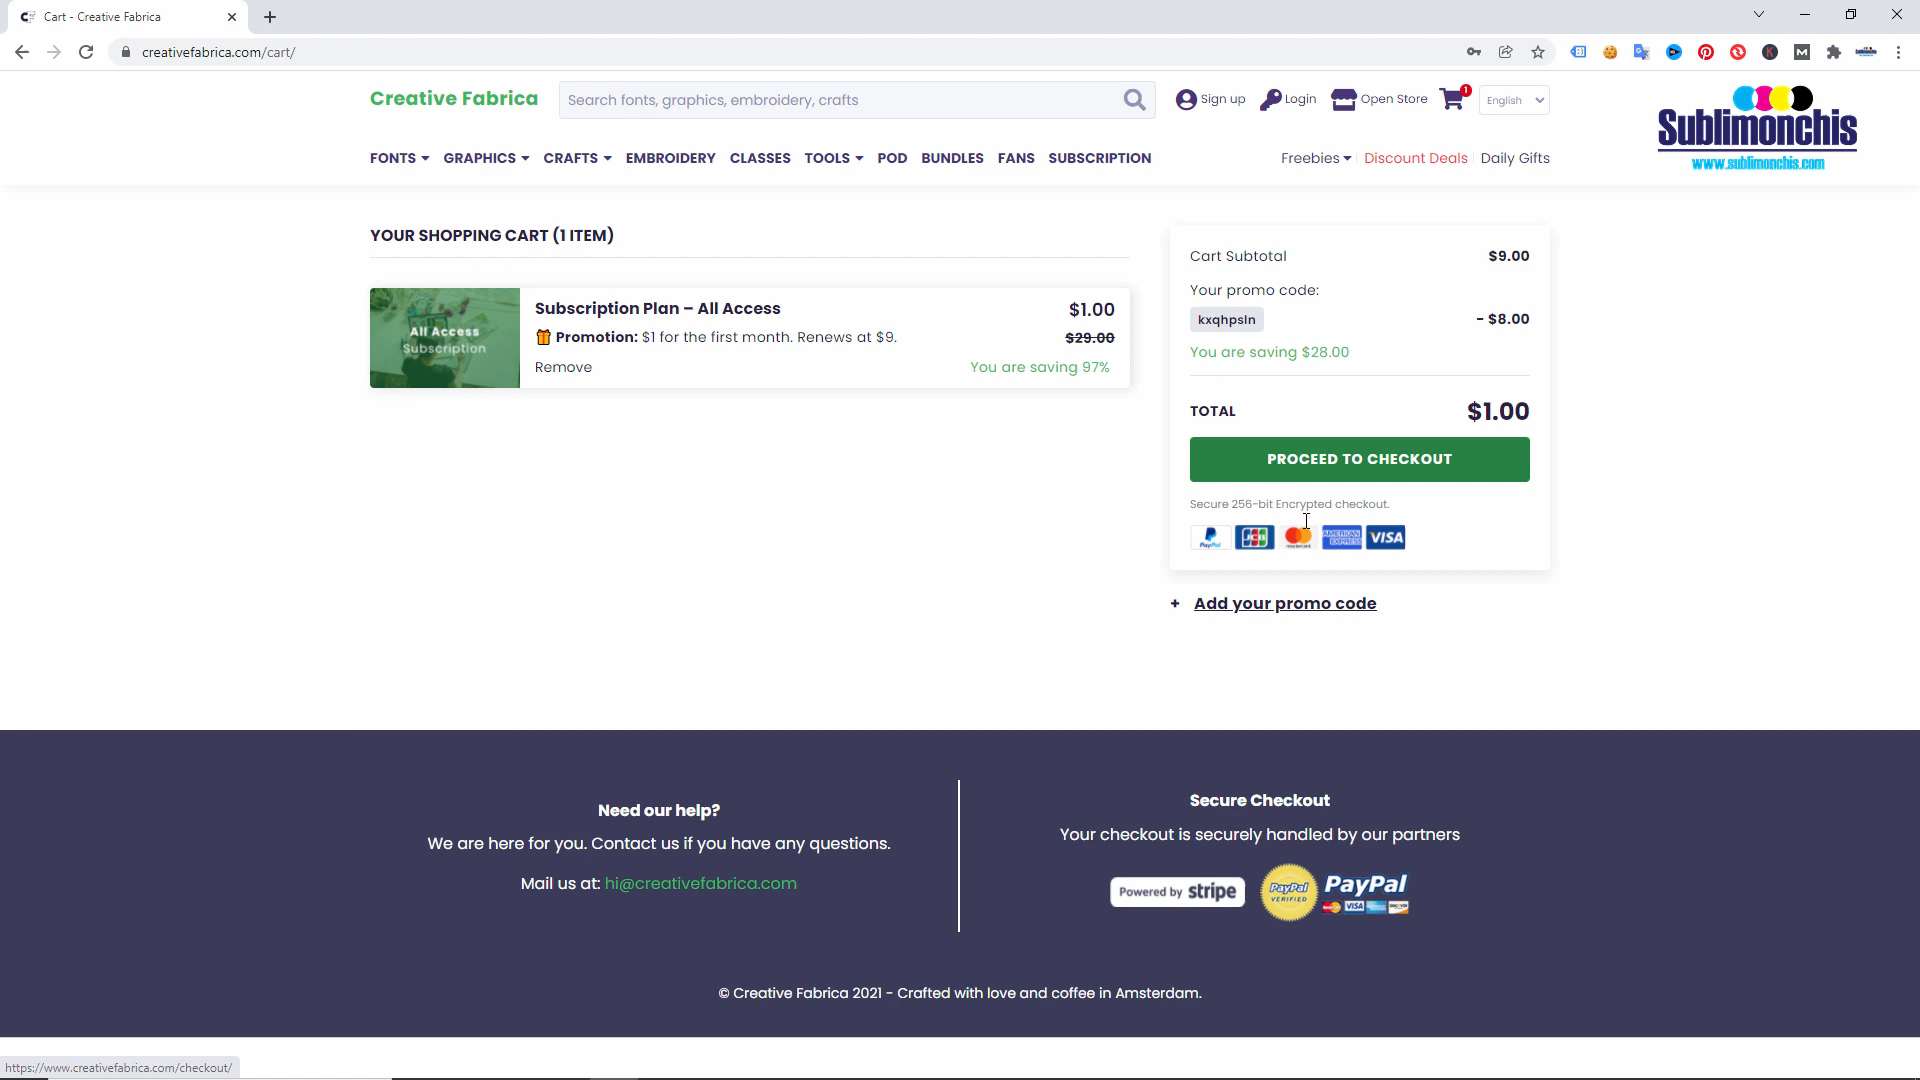 Cart - Creative Fabrica
creativefabrica.com/cart/
Creative Fabrica
Search fonts, graphics, embroidery, crafts
Sign up
Login
Open Store
1
English
Sublimonchis
www.sublimonchis.com
FONTS GRAPHICS CRAFTS EMBROIDERY CLASSES TOOLS POD BUNDLES FANS SUBSCRIPTION
Freebies Discount Deals Daily Gifts
YOUR SHOPPING CART (1 ITEM)
All Access
Subscription
Subscription Plan – All Access $1.00
Promotion: $1 for the first month. Renews at $9. $29.00
Remove You are saving 97%
Cart Subtotal $9.00
Your promo code:
kxqhpsln - $8.00
You are saving $28.00
TOTAL $1.00
PROCEED TO CHECKOUT
Secure 256-bit Encrypted checkout.
PayPal JCB mastercard AMERICAN EXPRESS VISA
+ Add your promo code
Need our help?
We are here for you. Contact us if you have any questions.
Mail us at: hi@creativefabrica.com
Secure Checkout
Your checkout is securely handled by our partners
Powered by stripe
PayPal
VERIFIED
PayPal
VISA
© Creative Fabrica 2021 - Crafted with love and coffee in Amsterdam.
https://www.creativefabrica.com/checkout/